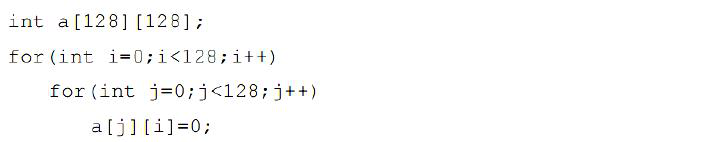 int a[128][128];
for(int i=0;i<128;i++)
for(int j=0;j<128;j++)
a[j][i]=0;